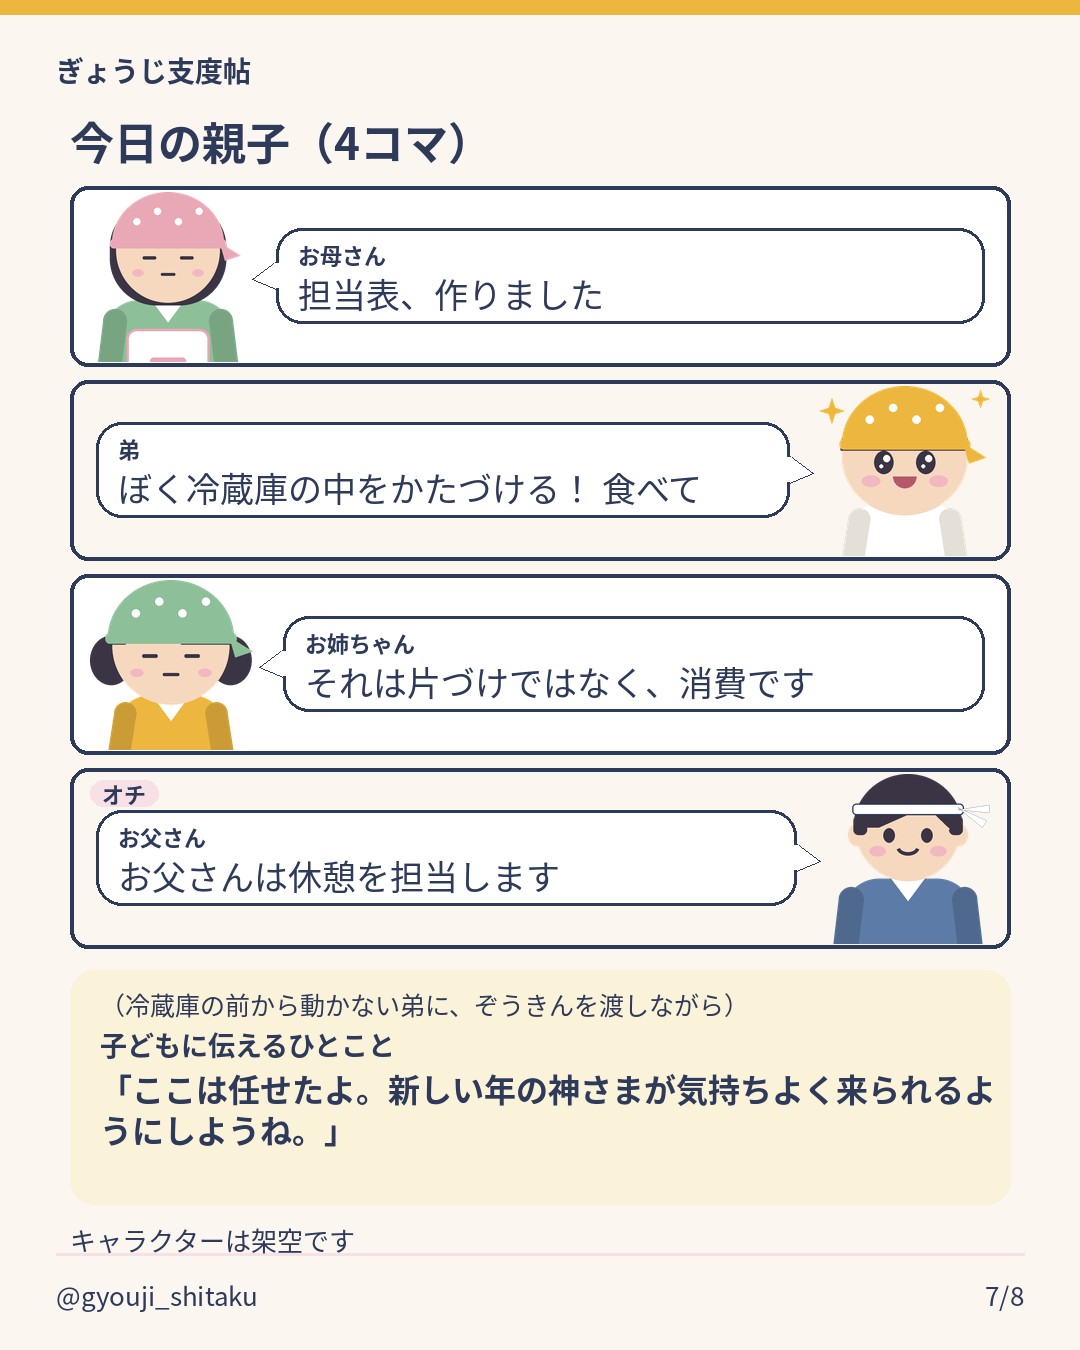 ぎょうじ支度帖
今日の親子（4コマ）
お母さん
担当表、作りました
弟
ぼく冷蔵庫の中をかたづける！ 食べて
お姉ちゃん
それは片づけではなく、消費です
オチ
お父さん
お父さんは休憩を担当します
（冷蔵庫の前から動かない弟に、ぞうきんを渡しながら）
子どもに伝えるひとこと
「ここは任せたよ。新しい年の神さまが気持ちよく来られるよ
うにしようね。」
キャラクターは架空です
@gyouji_shitaku
7/8